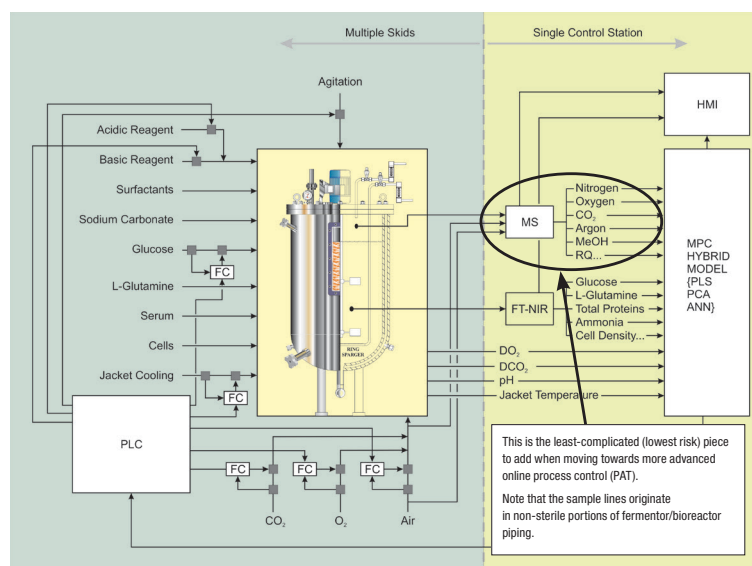 Multiple Skids
Single Control Station
Agitation
HMI
Acidic Reagent
Basic Reagent
Surfactants
Sodium Carbonate
Glucose
FC
L-Glutamine
Serum
Cells
Jacket Cooling
FC
PLC
FC
FC
FC
CO₂
O₂
Air
RING
SPARGER
MS
Nitrogen
Oxygen
CO₂
Argon
MeOH
RQ...
FT-NIR
Glucose
L-Glutamine
Total Proteins
Ammonia
Cell Density...
DO₂
DCO₂
pH
Jacket Temperature
MPC
HYBRID
MODEL
{PLS
PCA
ANN}
This is the least-complicated (lowest risk) piece
to add when moving towards more advanced
online process control (PAT).
Note that the sample lines originate
in non-sterile portions of fermentor/bioreactor
piping.